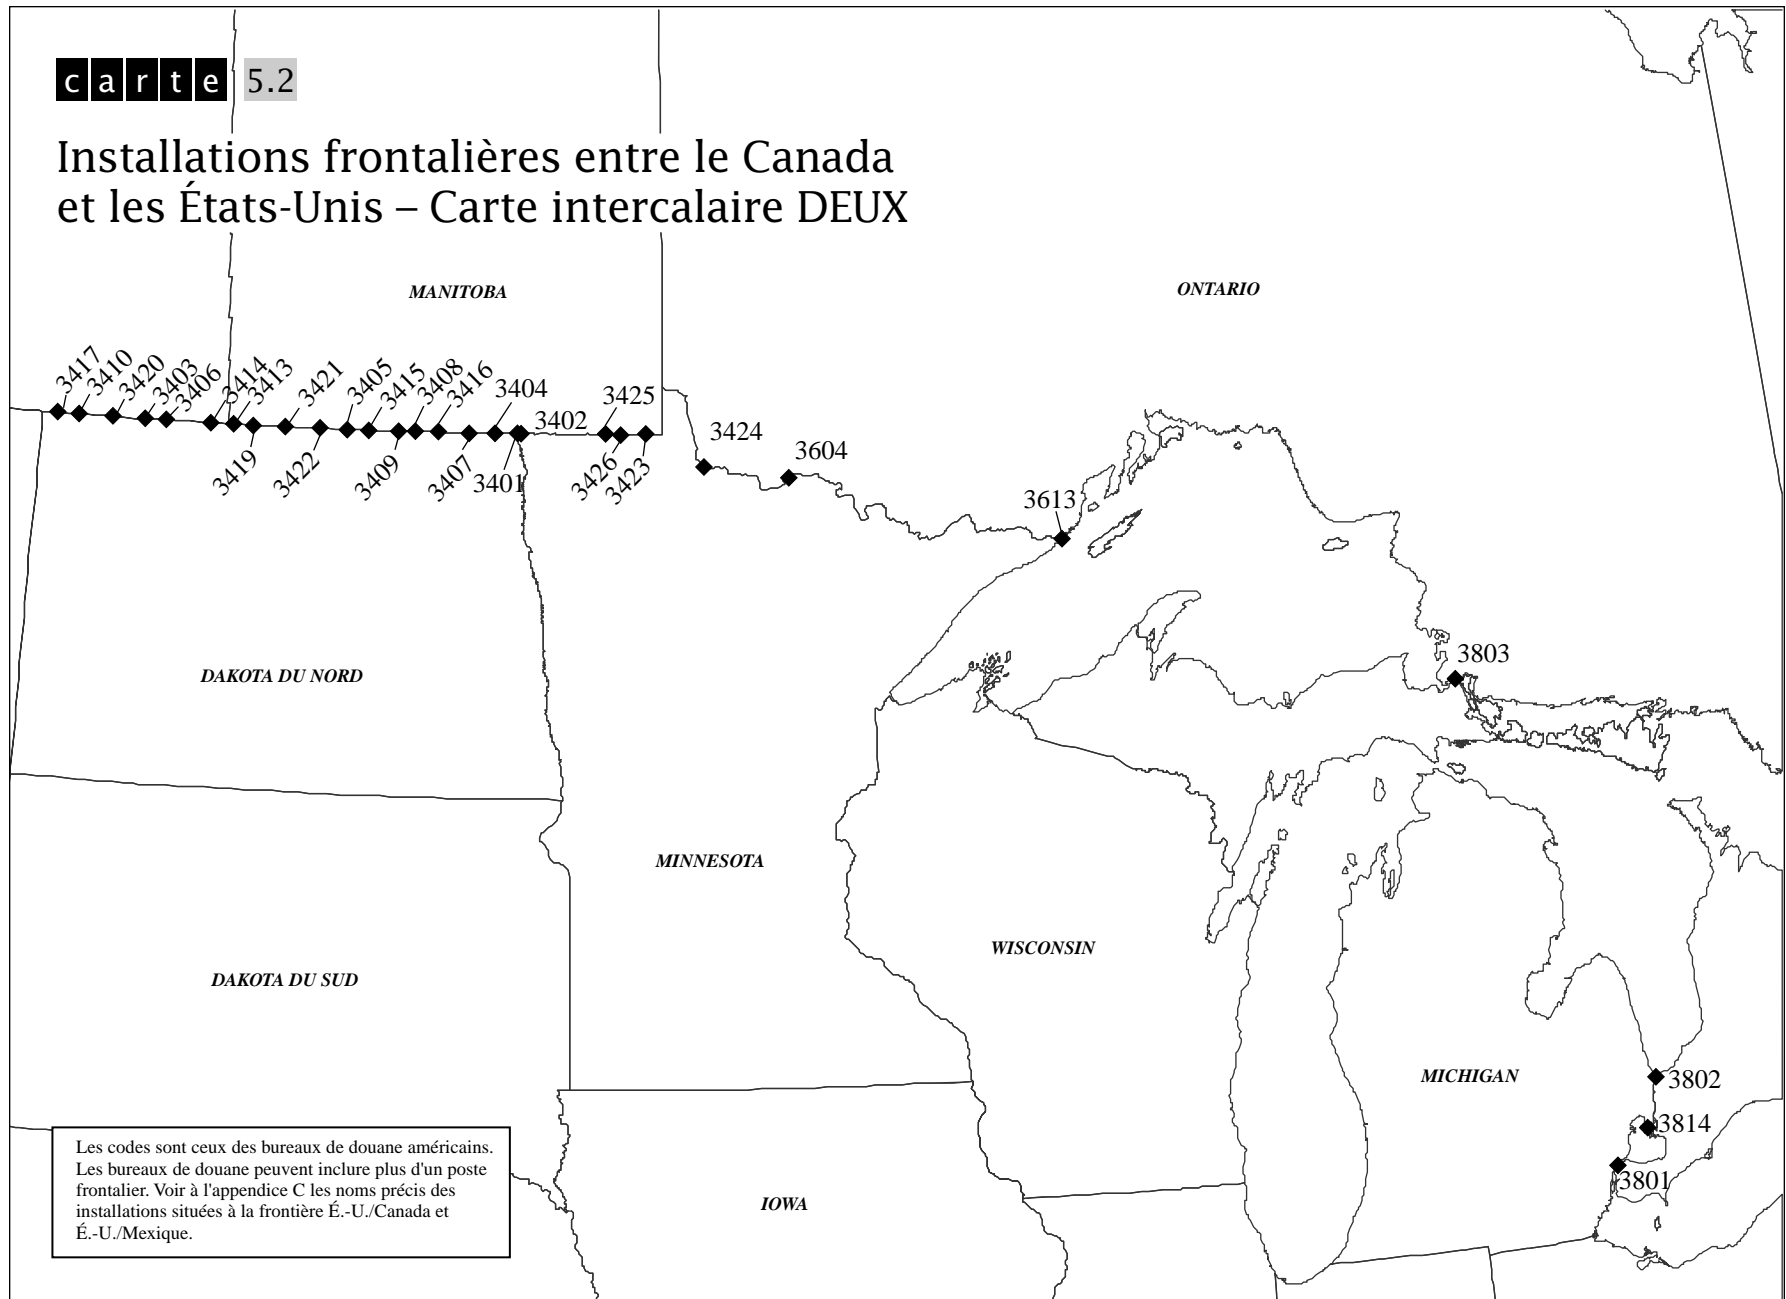 carte 5.2
Installations frontalières entre le Canada
et les États-Unis – Carte intercalaire DEUX
MANITOBA
ONTARIO
3417
3410
3420
3403
3406
3414
3413
3421
3405
3415
3408
3416
3404
3402
3425
3419
3422
3409
3407
3401
3426
3423
3424
3604
3613
3803
DAKOTA DU NORD
MINNESOTA
WISCONSIN
DAKOTA DU SUD
MICHIGAN
3802
3814
3801
IOWA
Les codes sont ceux des bureaux de douane américains.
Les bureaux de douane peuvent inclure plus d'un poste
frontalier. Voir à l'appendice C les noms précis des
installations situées à la frontière É.-U./Canada et
É.-U./Mexique.